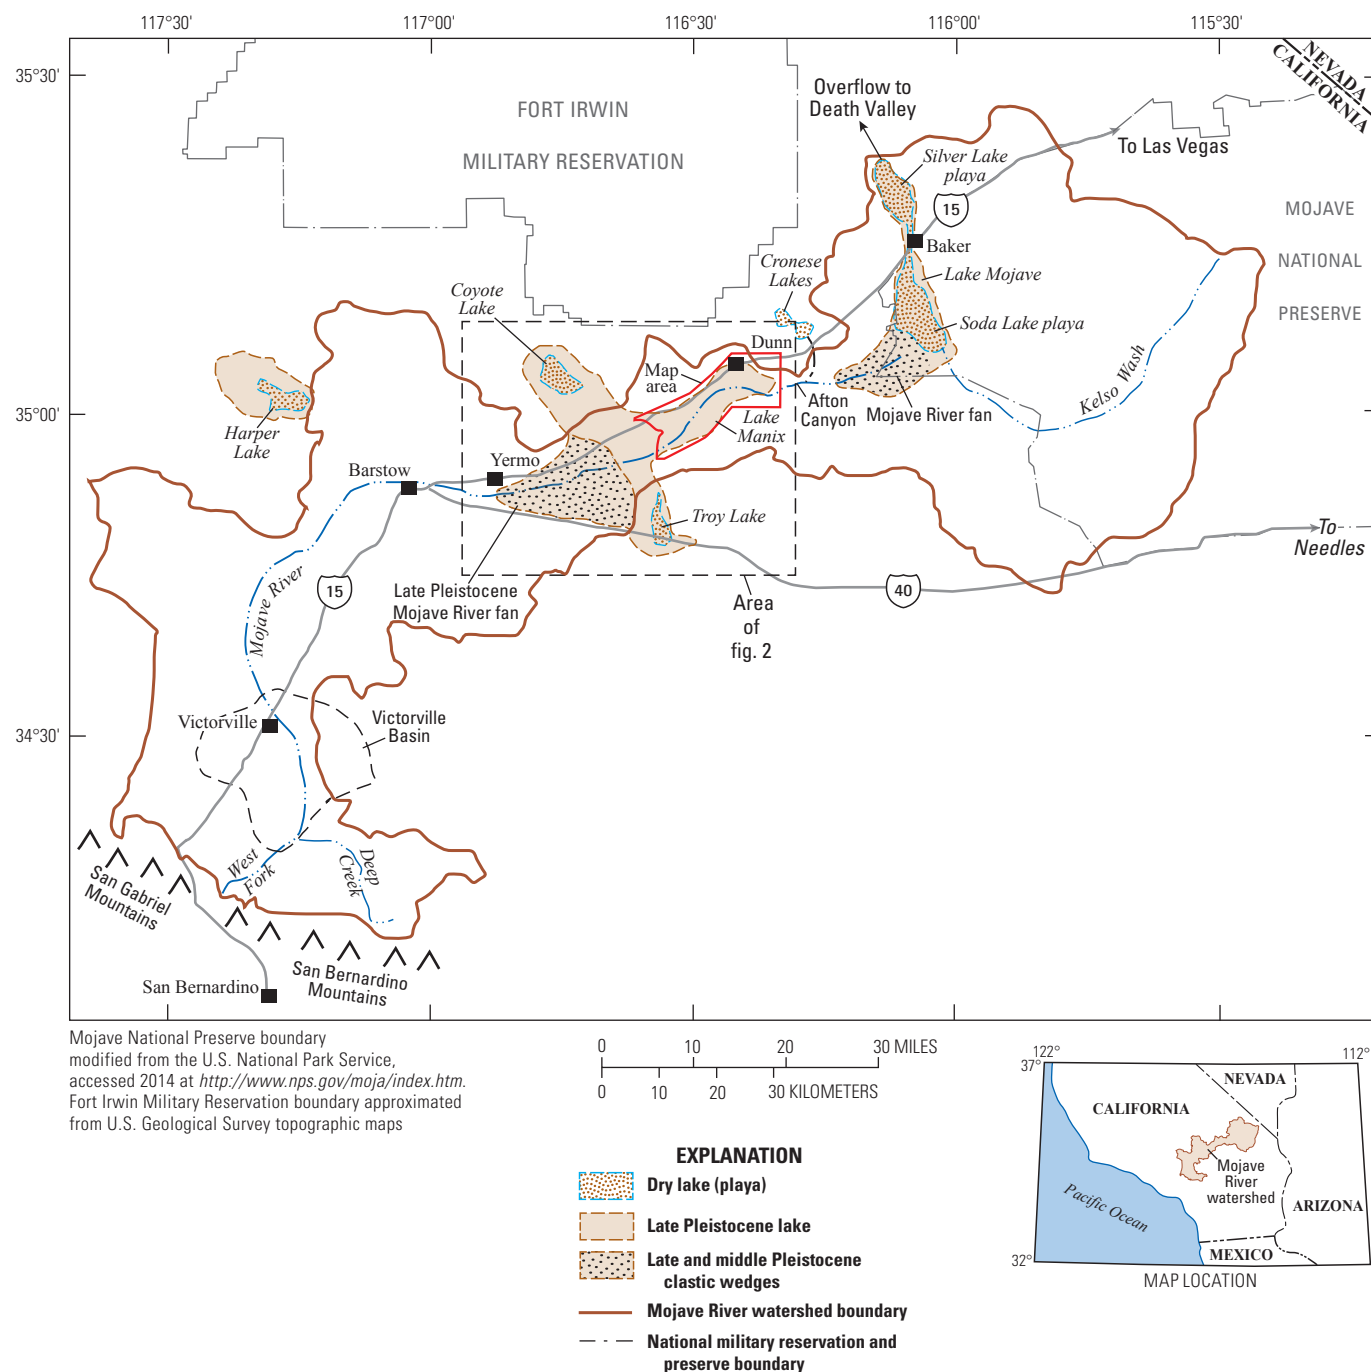 117°30'
117°00'
116°30'
116°00'
115°30'
35°30'
35°00'
34°30'
NEVADA
CALIFORNIA
FORT IRWIN
MILITARY RESERVATION
Overflow to
Death Valley
Silver Lake
playa
To Las Vegas
15
Baker
MOJAVE
NATIONAL
PRESERVE
Cronese
Lakes
Lake Mojave
Coyote
Lake
Soda Lake playa
Dunn
Map
area
Kelso Wash
Afton
Canyon
Mojave River fan
Lake
Manix
Harper
Lake
Barstow
Yermo
Troy Lake
To
Needles
Mojave River
15
Late Pleistocene
Mojave River fan
40
Area
of
fig. 2
Victorville
Victorville
Basin
West
Fork
Deep
Creek
San Gabriel
Mountains
San Bernardino
Mountains
San Bernardino
Mojave National Preserve boundary
modified from the U.S. National Park Service,
accessed 2014 at http://www.nps.gov/moja/index.htm.
Fort Irwin Military Reservation boundary approximated
from U.S. Geological Survey topographic maps
0 10 20 30 MILES
0 10 20 30 KILOMETERS
EXPLANATION
Dry lake (playa)
Late Pleistocene lake
Late and middle Pleistocene
clastic wedges
Mojave River watershed boundary
National military reservation and
preserve boundary
122°
112°
37°
32°
NEVADA
CALIFORNIA
Mojave
River
watershed
Pacific Ocean
ARIZONA
MEXICO
MAP LOCATION